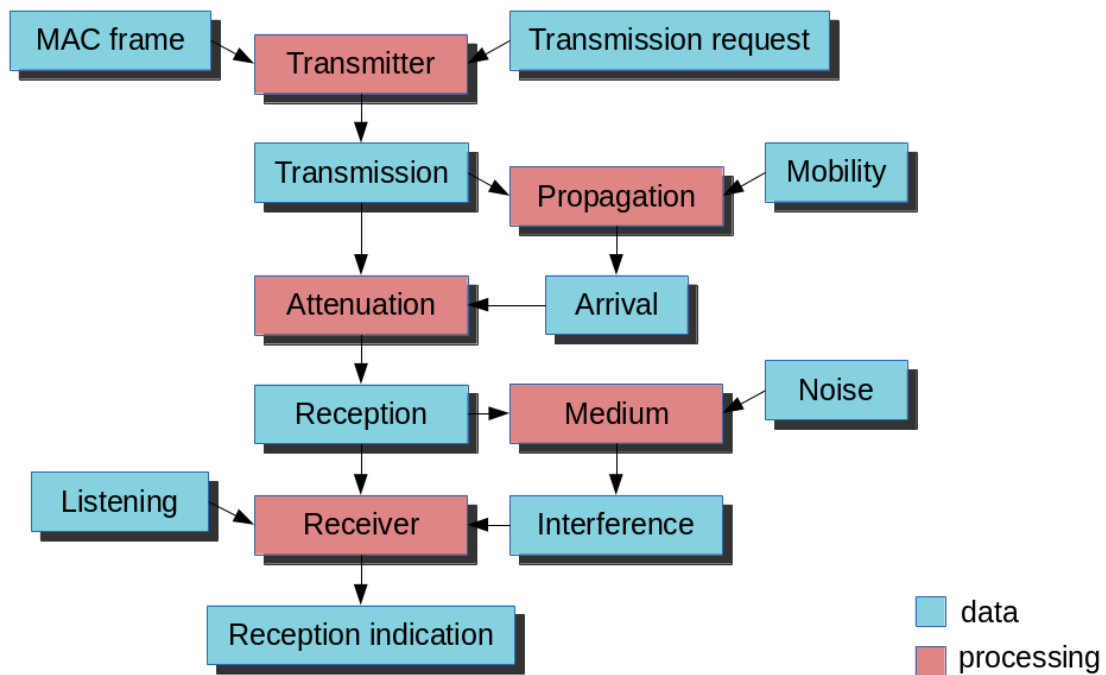 MAC frame
Transmission request
Transmitter
Transmission
Mobility
Propagation
Attenuation
Arrival
Noise
Reception
Medium
Listening
Receiver
Interference
Reception indication
data
processing